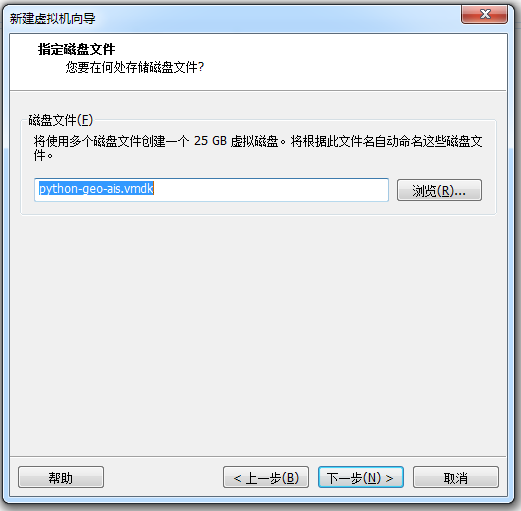 新建虚拟机向导
指定磁盘文件
您要在何处存储磁盘文件?
磁盘文件(F)
将使用多个磁盘文件创建一个 25 GB 虚拟磁盘。将根据此文件名自动命名这些磁盘文
件。
python-geo-ais.vmdk
浏览(R)...
帮助
< 上一步(B)
下一步(N) >
取消